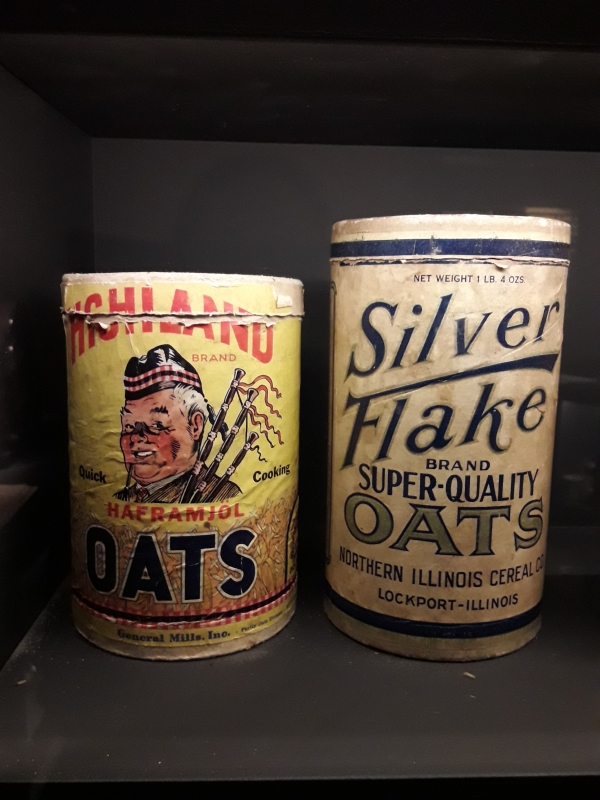 HIGHLAND
BRAND
Quick Cooking
HAFRAMJÖL
OATS
General Mills, Inc.
NET WEIGHT 1 LB. 4 OZS.
Silver
Flake
BRAND
SUPER-QUALITY
OATS
NORTHERN ILLINOIS CEREAL CO
LOCKPORT-ILLINOIS